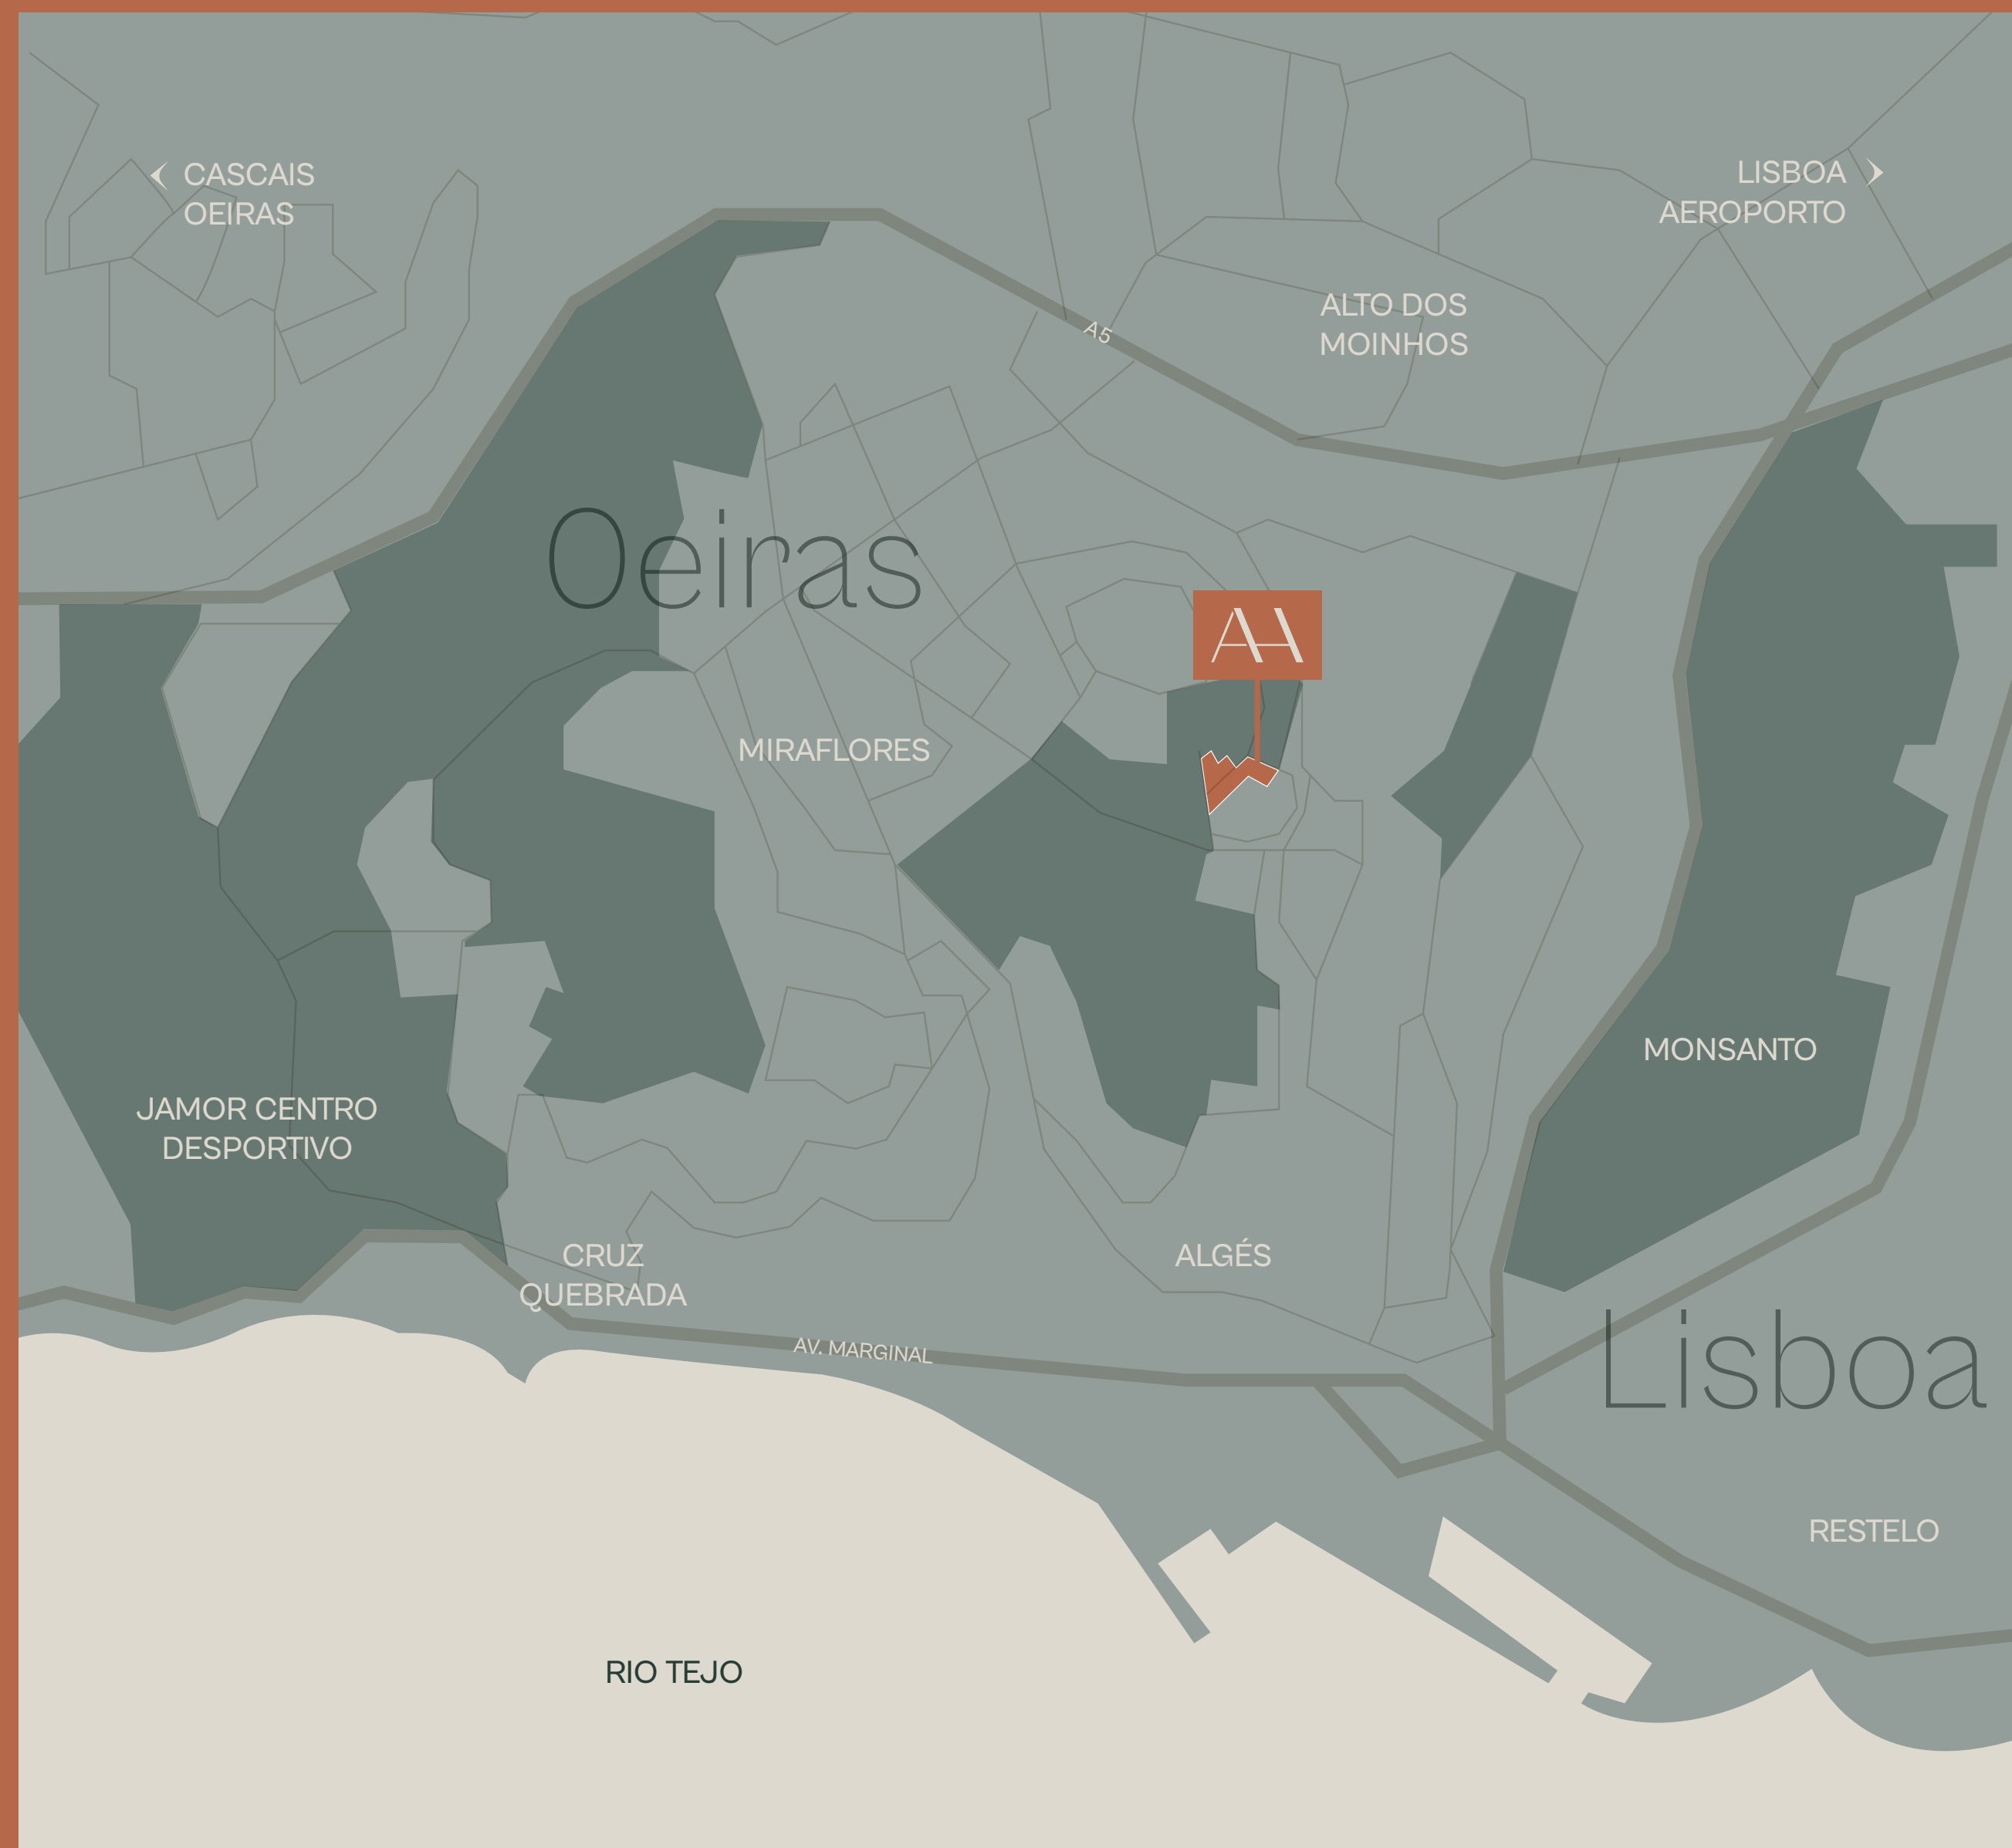 CASCAIS
OEIRAS
LISBOA
AEROPORTO
ALTO DOS
MOINHOS
A5
Oeiras
AA
MIRAFLORES
MONSANTO
JAMOR CENTRO
DESPORTIVO
CRUZ
QUEBRADA
ALGÉS
AV. MARGINAL
Lisboa
RESTELO
RIO TEJO